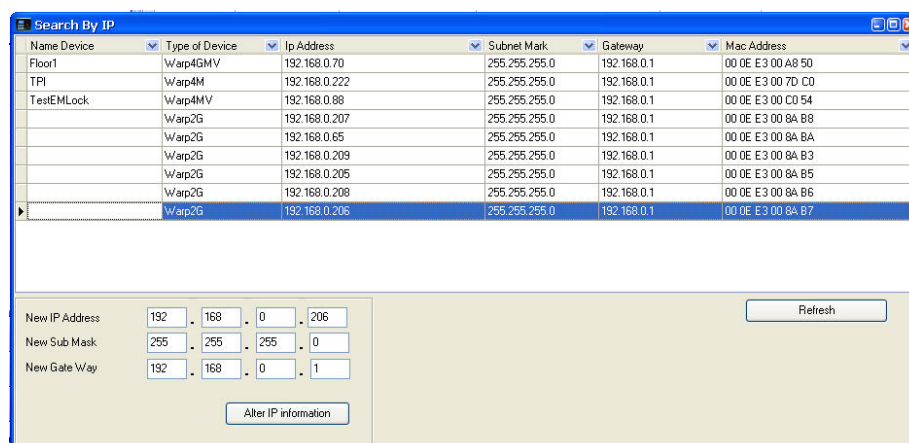 Search By IP
Name Device Type of Device Ip Address Subnet Mark Gateway Mac Address
Floor1 Warp4GMV 192.168.0.70 255.255.255.0 192.168.0.1 00 0E E3 00 A8 50
TPI Warp4M 192.168.0.222 255.255.255.0 192.168.0.1 00 0E E3 00 7D C0
TestEMLock Warp4MV 192.168.0.88 255.255.255.0 192.168.0.1 00 0E E3 00 C0 54
Warp2G 192.168.0.207 255.255.255.0 192.168.0.1 00 0E E3 00 8A B8
Warp2G 192.168.0.65 255.255.255.0 192.168.0.1 00 0E E3 00 8A BA
Warp2G 192.168.0.209 255.255.255.0 192.168.0.1 00 0E E3 00 8A B3
Warp2G 192.168.0.205 255.255.255.0 192.168.0.1 00 0E E3 00 8A B5
Warp2G 192.168.0.208 255.255.255.0 192.168.0.1 00 0E E3 00 8A B6
Warp2G 192.168.0.206 255.255.255.0 192.168.0.1 00 0E E3 00 8A B7
New IP Address 192 . 168 . 0 . 206
Refresh
New Sub Mask 255 . 255 . 255 . 0
New Gate Way 192 . 168 . 0 . 1
Alter IP information